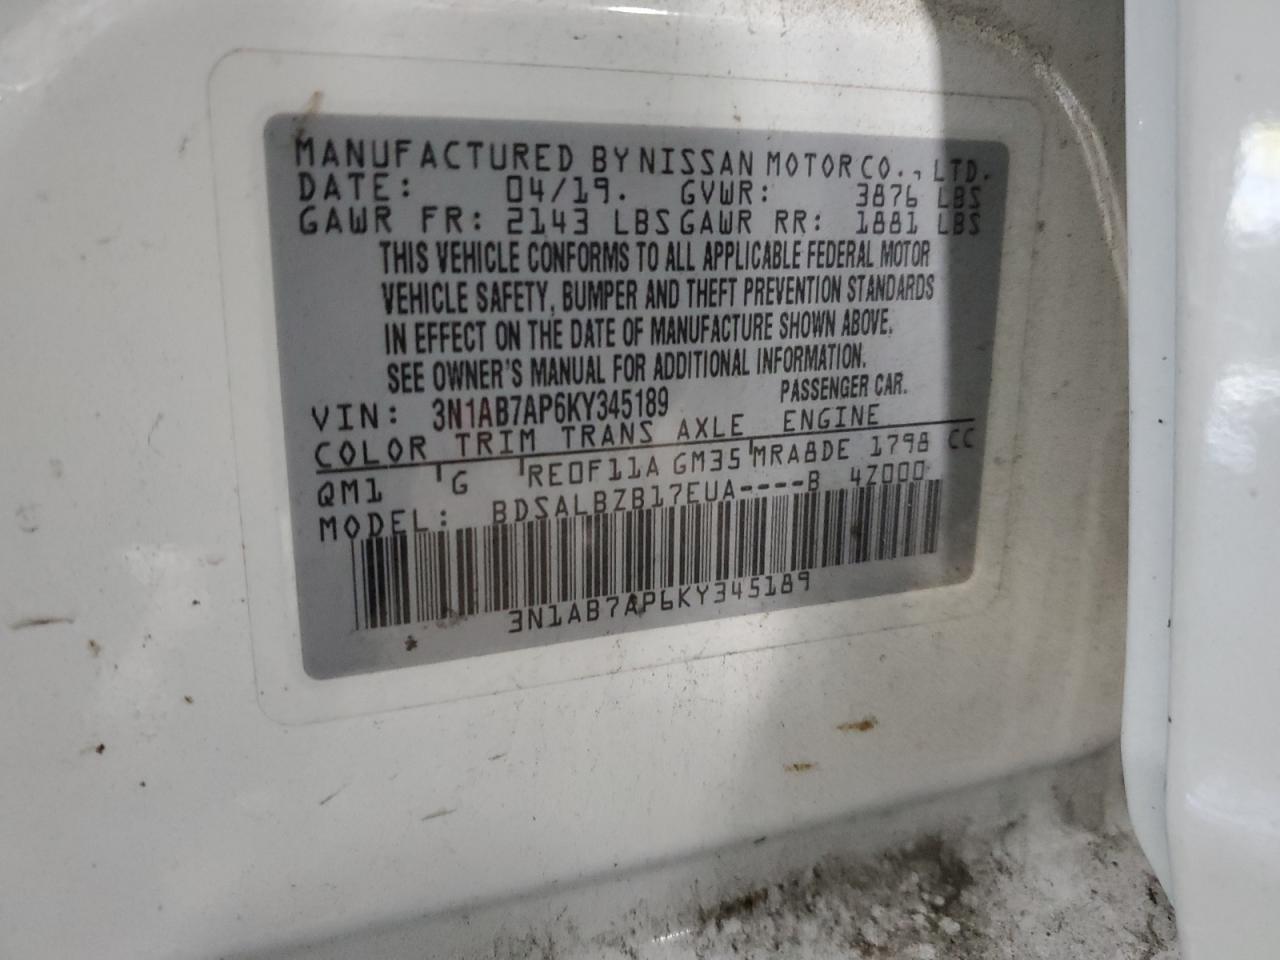 MANUFACTURED BY NISSAN MOTOR CO., LTD.
DATE: 04/19. GVWR: 3876 LBS
GAWR FR: 2143 LBS GAWR RR: 1881 LBS
THIS VEHICLE CONFORMS TO ALL APPLICABLE FEDERAL MOTOR
VEHICLE SAFETY, BUMPER AND THEFT PREVENTION STANDARDS
IN EFFECT ON THE DATE OF MANUFACTURE SHOWN ABOVE.
SEE OWNER'S MANUAL FOR ADDITIONAL INFORMATION.
VIN: 3N1AB7AP6KY345189 PASSENGER CAR.
COLOR TRIM TRANS AXLE ENGINE
QM1 G RE0F11A GM35 MRA8DE 1798 CC
MODEL: BDSALBZB17EUA----B 4Z000
3N1AB7AP6KY345189